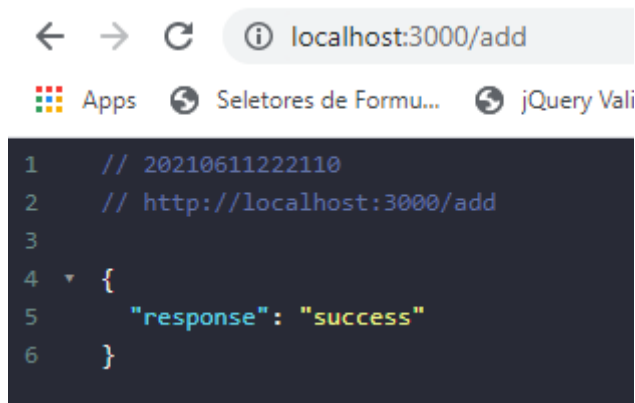 localhost:3000/add
Apps Seletores de Formu... jQuery Vali
1 // 20210611222110
2 // http://localhost:3000/add
3
4 {
5 "response": "success"
6 }